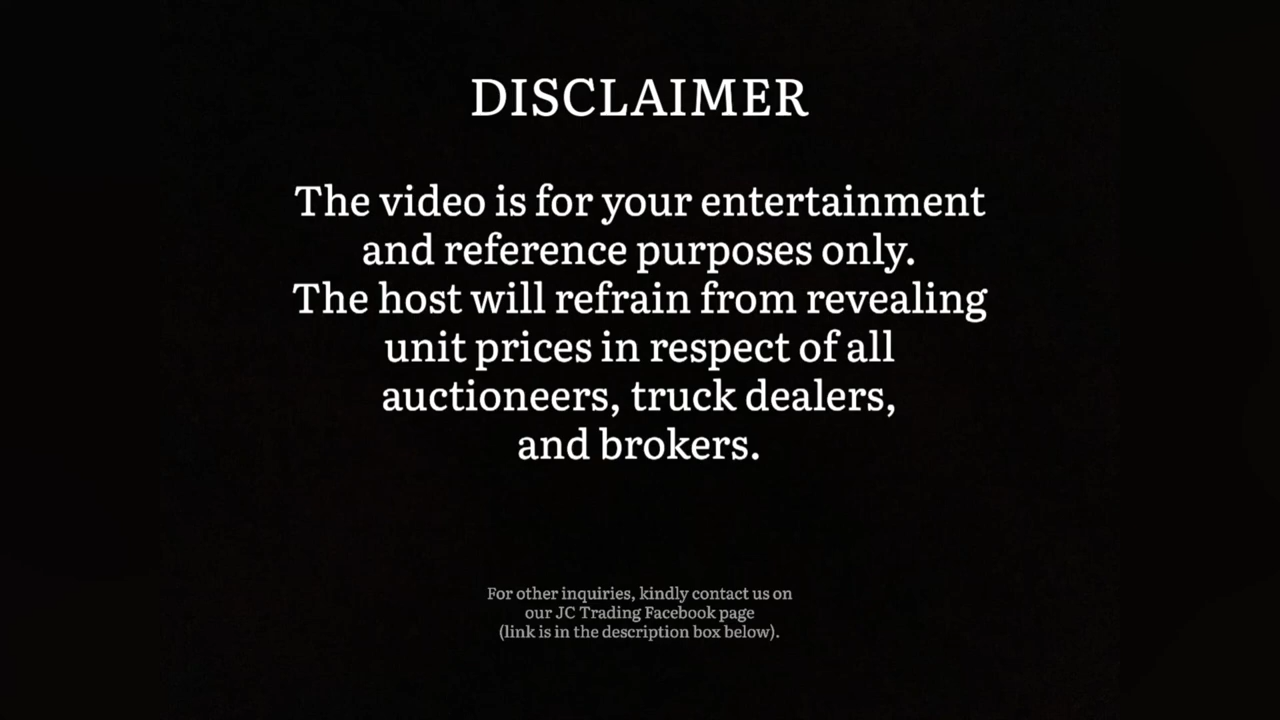 DISCLAIMER
The video is for your entertainment
and reference purposes only.
The host will refrain from revealing
unit prices in respect of all
auctioneers, truck dealers,
and brokers.
For other inquiries, kindly contact us on
our JC Trading Facebook page
(link is in the description box below).